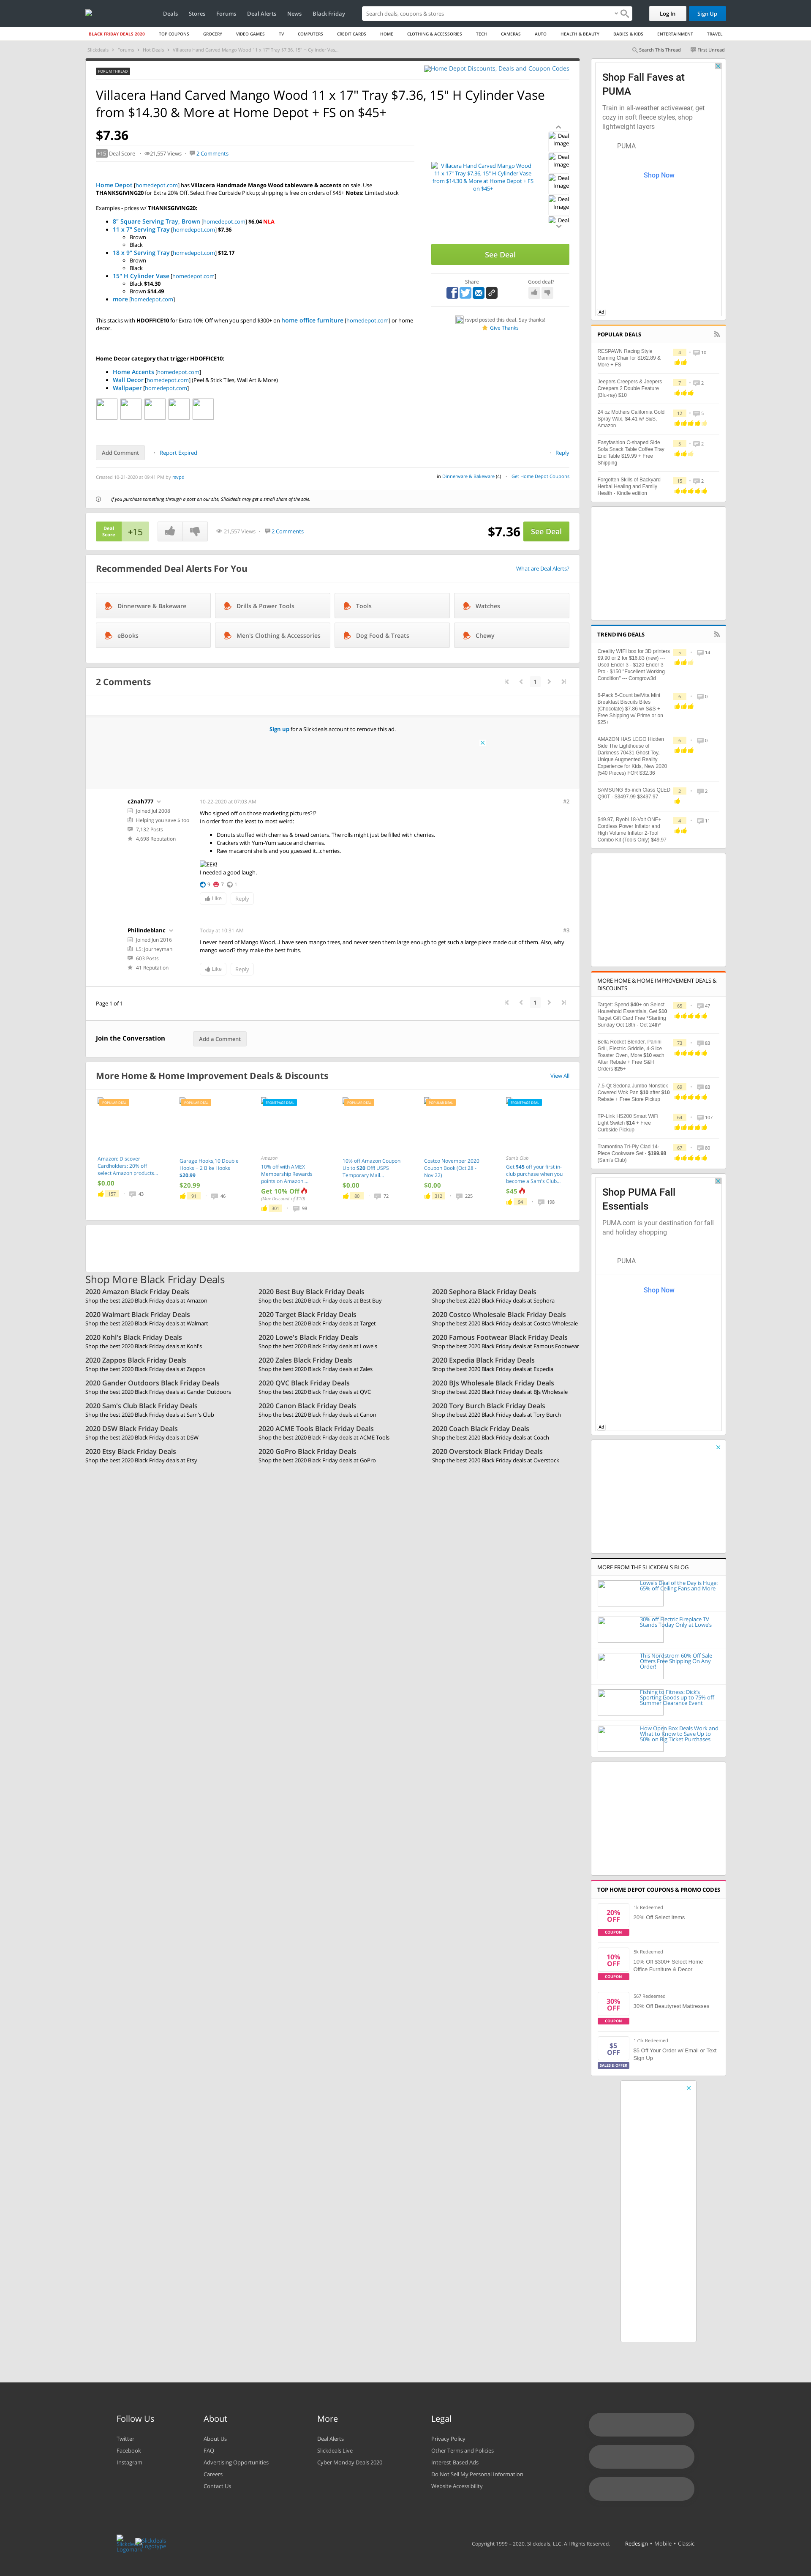 Deals Stores Forums Deal Alerts News Black Friday
Search deals, coupons & stores
Log In
Sign Up
BLACK FRIDAY DEALS 2020 TOP COUPONS GROCERY VIDEO GAMES TV COMPUTERS CREDIT CARDS HOME CLOTHING & ACCESSORIES TECH CAMERAS AUTO HEALTH & BEAUTY BABIES & KIDS ENTERTAINMENT TRAVEL
Slickdeals > Forums > Hot Deals > Villacera Hand Carved Mango Wood 11 x 17" Tray $7.36, 15" H Cylinder Vas...
Search This Thread First Unread
FORUM THREAD
Home Depot Discounts, Deals and Coupon Codes
Villacera Hand Carved Mango Wood 11 x 17" Tray $7.36, 15" H Cylinder Vase
from $14.30 & More at Home Depot + FS on $45+
$7.36
+15 Deal Score 21,557 Views 2 Comments
Home Depot [homedepot.com] has Villacera Handmade Mango Wood tableware & accents on sale. Use
THANKSGIVING20 for Extra 20% Off. Select Free Curbside Pickup; shipping is free on orders of $45+ Notes: Limited stock
Examples - prices w/ THANKSGIVING20:
8" Square Serving Tray, Brown [homedepot.com] $6.04 NLA
11 x 7" Serving Tray [homedepot.com] $7.36
Brown
Black
18 x 9" Serving Tray [homedepot.com] $12.17
Brown
Black
15" H Cylinder Vase [homedepot.com]
Black $14.30
Brown $14.49
more [homedepot.com]
This stacks with HDOFFICE10 for Extra 10% Off when you spend $300+ on home office furniture [homedepot.com] or home
decor.
Home Decor category that trigger HDOFFICE10:
Home Accents [homedepot.com]
Wall Decor [homedepot.com] (Peel & Stick Tiles, Wall Art & More)
Wallpaper [homedepot.com]
Villacera Hand Carved Mango Wood
11 x 17" Tray $7.36, 15" H Cylinder Vase
from $14.30 & More at Home Depot + FS
on $45+
Deal
Image
Deal
Image
Deal
Image
Deal
Image
Deal
See Deal
Share
Good deal?
rsvpd posted this deal. Say thanks!
Give Thanks
Add Comment Report Expired
Reply
Created 10-21-2020 at 09:41 PM by rsvpd
in Dinnerware & Bakeware (4) Get Home Depot Coupons
If you purchase something through a post on our site, Slickdeals may get a small share of the sale.
Deal
Score
+15
21,557 Views 2 Comments
$7.36
See Deal
Recommended Deal Alerts For You
What are Deal Alerts?
Dinnerware & Bakeware
Drills & Power Tools
Tools
Watches
eBooks
Men's Clothing & Accessories
Dog Food & Treats
Chewy
2 Comments
1
Sign up for a Slickdeals account to remove this ad.
c2nah777
Joined Jul 2008
Helping you save $ too
7,132 Posts
4,698 Reputation
10-22-2020 at 07:03 AM
#2
Who signed off on those marketing pictures??
In order from the least to most weird:
Donuts stuffed with cherries & bread centers. The rolls might just be filled with cherries.
Crackers with Yum-Yum sauce and cherries.
Raw macaroni shells and you guessed it...cherries.
EEK!
I needed a good laugh.
9 7 1
Like
Reply
Philindeblanc
Joined Jun 2016
L5: Journeyman
603 Posts
41 Reputation
Today at 10:31 AM
#3
I never heard of Mango Wood...I have seen mango trees, and never seen them large enough to get such a large piece made out of them. Also, why
mango wood? they make the best fruits.
Like
Reply
Page 1 of 1
1
Join the Conversation
Add a Comment
More Home & Home Improvement Deals & Discounts
View All
POPULAR DEAL
Amazon: Discover
Cardholders: 20% off
select Amazon products...
$0.00
157 43
POPULAR DEAL
Garage Hooks,10 Double
Hooks + 2 Bike Hooks
$20.99
$20.99
91 46
FRONTPAGE DEAL
Amazon
10% off with AMEX
Membership Rewards
points on Amazon...
Get 10% Off
(Max Discount of $10)
301 98
POPULAR DEAL
10% off Amazon Coupon
Up to $20 Off! USPS
Temporary Mail...
$0.00
80 72
POPULAR DEAL
Costco November 2020
Coupon Book (Oct 28 -
Nov 22)
$0.00
312 225
FRONTPAGE DEAL
Sam's Club
Get $45 off your first in-
club purchase when you
become a Sam's Club...
$45
94 198
Shop More Black Friday Deals
2020 Amazon Black Friday Deals
Shop the best 2020 Black Friday deals at Amazon
2020 Best Buy Black Friday Deals
Shop the best 2020 Black Friday deals at Best Buy
2020 Sephora Black Friday Deals
Shop the best 2020 Black Friday deals at Sephora
2020 Walmart Black Friday Deals
Shop the best 2020 Black Friday deals at Walmart
2020 Target Black Friday Deals
Shop the best 2020 Black Friday deals at Target
2020 Costco Wholesale Black Friday Deals
Shop the best 2020 Black Friday deals at Costco Wholesale
2020 Kohl's Black Friday Deals
Shop the best 2020 Black Friday deals at Kohl's
2020 Lowe's Black Friday Deals
Shop the best 2020 Black Friday deals at Lowe's
2020 Famous Footwear Black Friday Deals
Shop the best 2020 Black Friday deals at Famous Footwear
2020 Zappos Black Friday Deals
Shop the best 2020 Black Friday deals at Zappos
2020 Zales Black Friday Deals
Shop the best 2020 Black Friday deals at Zales
2020 Expedia Black Friday Deals
Shop the best 2020 Black Friday deals at Expedia
2020 Gander Outdoors Black Friday Deals
Shop the best 2020 Black Friday deals at Gander Outdoors
2020 QVC Black Friday Deals
Shop the best 2020 Black Friday deals at QVC
2020 BJs Wholesale Black Friday Deals
Shop the best 2020 Black Friday deals at BJs Wholesale
2020 Sam's Club Black Friday Deals
Shop the best 2020 Black Friday deals at Sam's Club
2020 Canon Black Friday Deals
Shop the best 2020 Black Friday deals at Canon
2020 Tory Burch Black Friday Deals
Shop the best 2020 Black Friday deals at Tory Burch
2020 DSW Black Friday Deals
Shop the best 2020 Black Friday deals at DSW
2020 ACME Tools Black Friday Deals
Shop the best 2020 Black Friday deals at ACME Tools
2020 Coach Black Friday Deals
Shop the best 2020 Black Friday deals at Coach
2020 Etsy Black Friday Deals
Shop the best 2020 Black Friday deals at Etsy
2020 GoPro Black Friday Deals
Shop the best 2020 Black Friday deals at GoPro
2020 Overstock Black Friday Deals
Shop the best 2020 Black Friday deals at Overstock
Shop Fall Faves at
PUMA
Train in all-weather activewear, get
cozy in soft fleece styles, shop
lightweight layers
PUMA
Shop Now
Ad
POPULAR DEALS
RESPAWN Racing Style
Gaming Chair for $162.89 &
More + FS
4 10
Jeepers Creepers & Jeepers
Creepers 2 Double Feature
(Blu-ray) $10
7 2
24 oz Mothers California Gold
Spray Wax, $4.41 w/ S&S,
Amazon
12 5
Easyfashion C-shaped Side
Sofa Snack Table Coffee Tray
End Table $19.99 + Free
Shipping
5 2
Forgotten Skills of Backyard
Herbal Healing and Family
Health - Kindle edition
15 2
TRENDING DEALS
Creality WIFI box for 3D printers
$9.90 or 2 for $16.83 (new) ---
Used Ender 3 - $120 Ender 3
Pro - $150 "Excellent Working
Condition" --- Comgrow3d
5 14
6-Pack 5-Count belVita Mini
Breakfast Biscuits Bites
(Chocolate) $7.86 w/ S&S +
Free Shipping w/ Prime or on
$25+
6 0
AMAZON HAS LEGO Hidden
Side The Lighthouse of
Darkness 70431 Ghost Toy,
Unique Augmented Reality
Experience for Kids, New 2020
(540 Pieces) FOR $32.36
6 9
SAMSUNG 85-inch Class QLED
Q90T - $3497.99 $3497.97
2 2
$49.97, Ryobi 18-Volt ONE+
Cordless Power Inflator and
High Volume Inflator 2-Tool
Combo Kit (Tools Only) $49.97
4 11
MORE HOME & HOME IMPROVEMENT DEALS &
DISCOUNTS
Target: Spend $40+ on Select
Household Essentials, Get $10
Target Gift Card Free *Starting
Sunday Oct 18th - Oct 24th*
65 47
Bella Rocket Blender, Panini
Grill, Electric Griddle, 4-Slice
Toaster Oven, More $10 each
After Rebate + Free S&H
Orders $25+
73 83
7.5-Qt Sedona Jumbo Nonstick
Covered Wok Pan $10 after $10
Rebate + Free Store Pickup
69 83
TP-Link HS200 Smart WiFi
Light Switch $14 + Free
Curbside Pickup
64 107
Tramontina Tri-Ply Clad 14-
Piece Cookware Set - $199.98
(Sam's Club)
67 80
Shop PUMA Fall
Essentials
PUMA.com is your destination for fall
and holiday shopping
PUMA
Shop Now
Ad
MORE FROM THE SLICKDEALS BLOG
Lowe's Deal of the Day is Huge:
65% off Ceiling Fans and More
30% off Electric Fireplace TV
Stands Today Only at Lowe's
This Nordstrom 60% Off Sale
Offers Free Shipping On Any
Order!
Fishing to Fitness: Dick's
Sporting Goods up to 75% off
Summer Clearance Event
How Open Box Deals Work and
What to Know to Save Up to
50% on Big Ticket Purchases
TOP HOME DEPOT COUPONS & PROMO CODES
20%
OFF
COUPON
1k Redeemed
20% Off Select Items
10%
OFF
COUPON
5k Redeemed
10% Off $300+ Select Home
Office Furniture & Decor
30%
OFF
COUPON
567 Redeemed
30% Off Beautyrest Mattresses
$5
OFF
SALES & OFFER
171k Redeemed
$5 Off Your Order w/ Email or Text
Sign Up
Follow Us
Twitter
Facebook
Instagram
About
About Us
FAQ
Advertising Opportunities
Careers
Contact Us
More
Deal Alerts
Slickdeals Live
Cyber Monday Deals 2020
Legal
Privacy Policy
Other Terms and Policies
Interest-Based Ads
Do Not Sell My Personal Information
Website Accessibility
Slickdeals
Logomark
Slickdeals
Logotype
Copyright 1999 - 2020. Slickdeals, LLC. All Rights Reserved. Redesign • Mobile • Classic